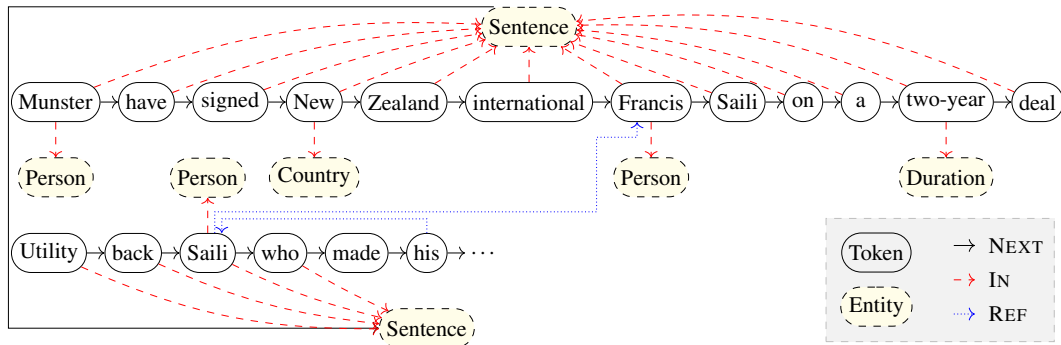 Sentence
Munster have signed New Zealand international Francis Saili on a two-year deal
Person Person Country Person Duration
Utility back Saili who made his ...
Sentence
Token
Entity
NEXT
IN
REF